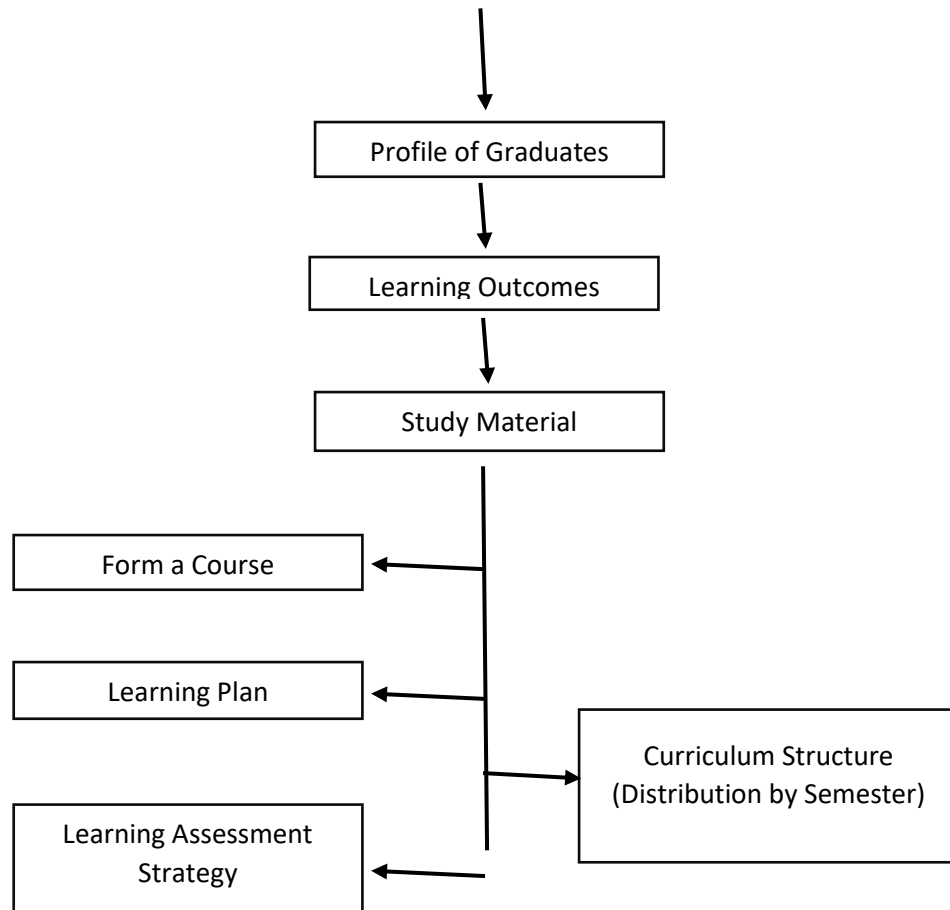 Profile of Graduates
Learning Outcomes
Study Material
Form a Course
Learning Plan
Curriculum Structure
(Distribution by Semester)
Learning Assessment
Strategy